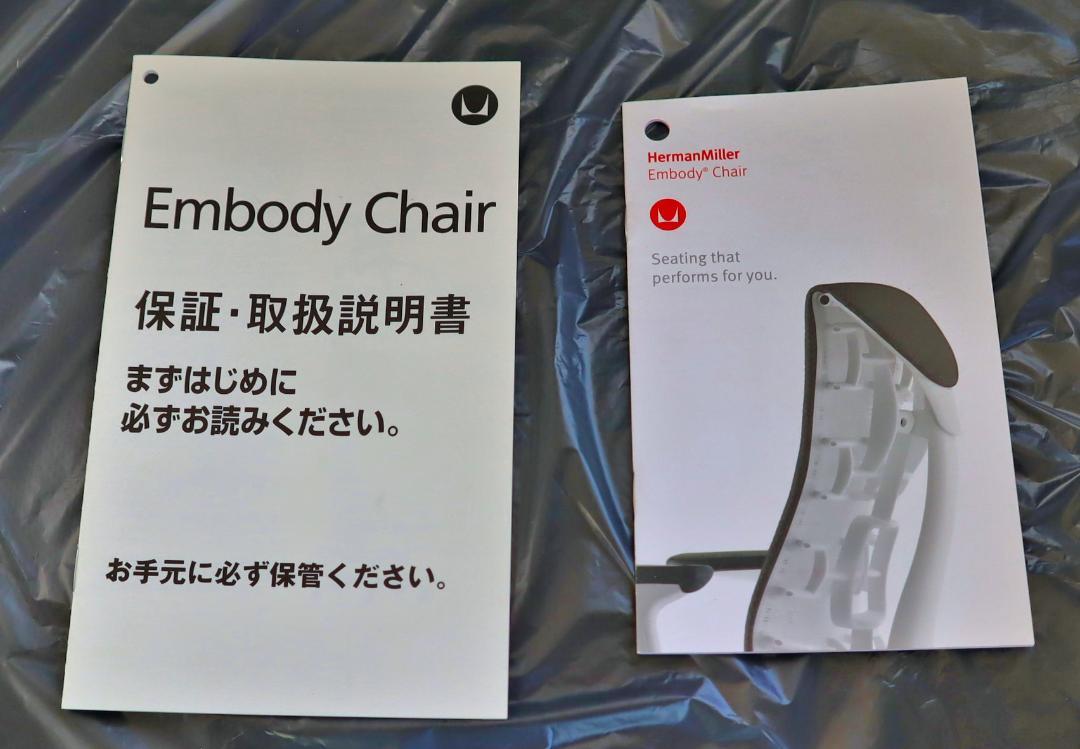 Embody Chair
保証・取扱説明書
まずはじめに
必ずお読みください。
お手元に必ず保管ください。
HermanMiller
Embody® Chair
Seating that
performs for you.